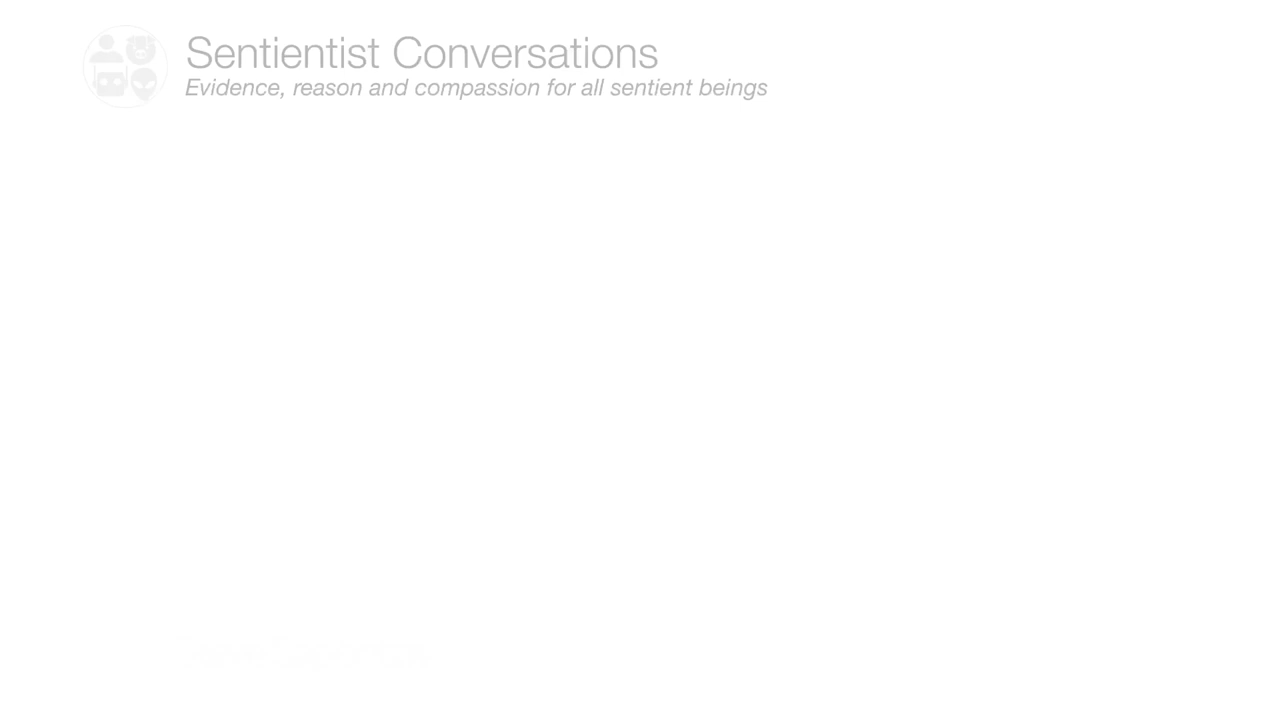 Sentientist Conversations
Evidence, reason and compassion for all sentient beings